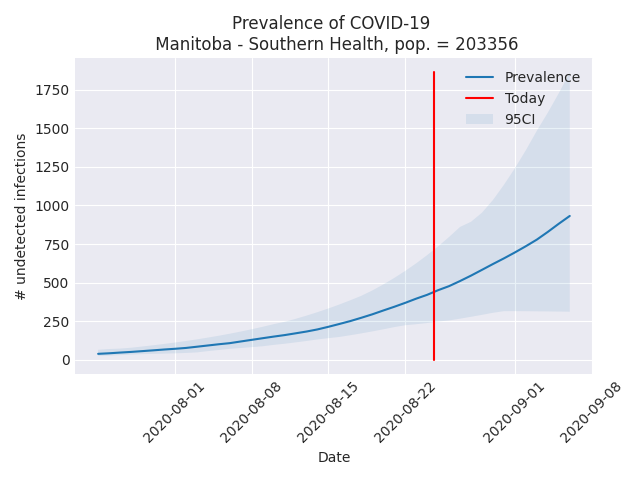 Prevalence of COVID-19
Manitoba - Southern Health, pop. = 203356
Prevalence
Today
95CI
# undetected infections
1750
1500
1250
1000
750
500
250
0
2020-08-01
2020-08-08
2020-08-15
2020-08-22
2020-09-01
2020-09-08
Date